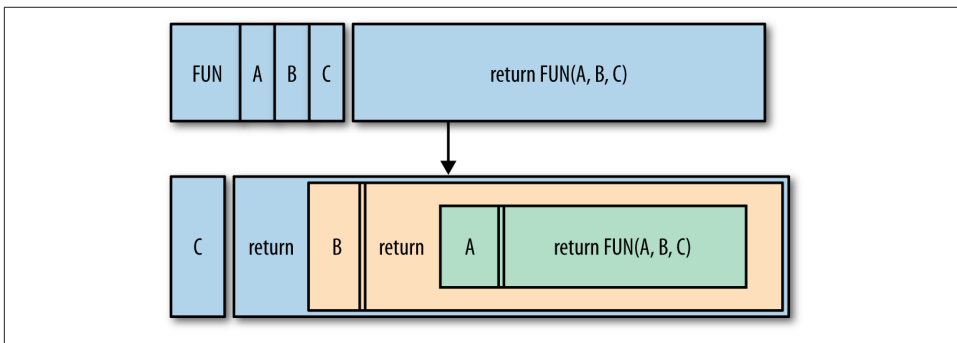 FUN A B C return FUN(A, B, C)
C return B return A return FUN(A, B, C)